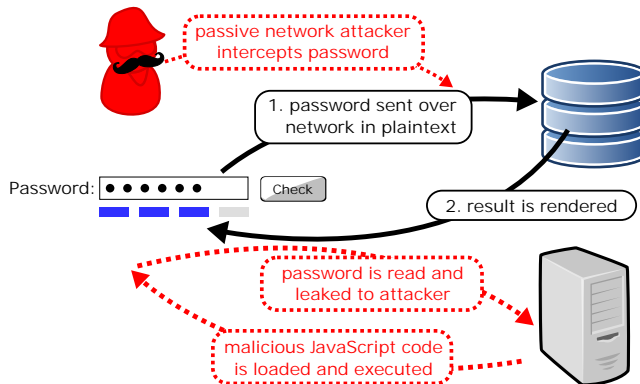 passive network attacker
intercepts password
1. password sent over
network in plaintext
Password:
Check
2. result is rendered
password is read and
leaked to attacker
malicious JavaScript code
is loaded and executed